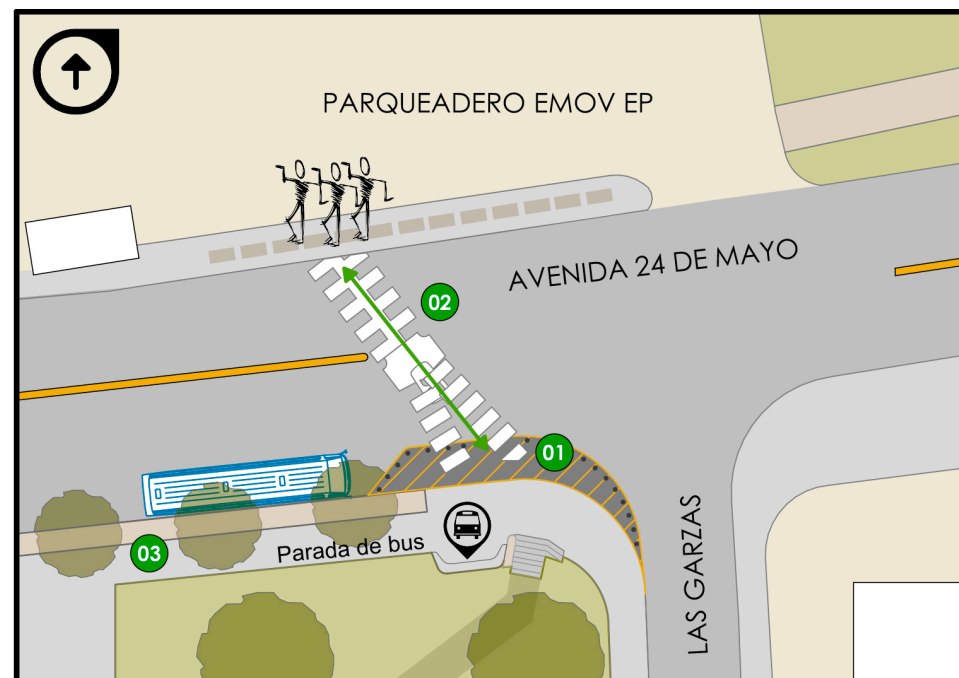 PARQUEADERO EMOV EP
AVENIDA 24 DE MAYO
02
01
03
Parada de bus
LAS GARZAS